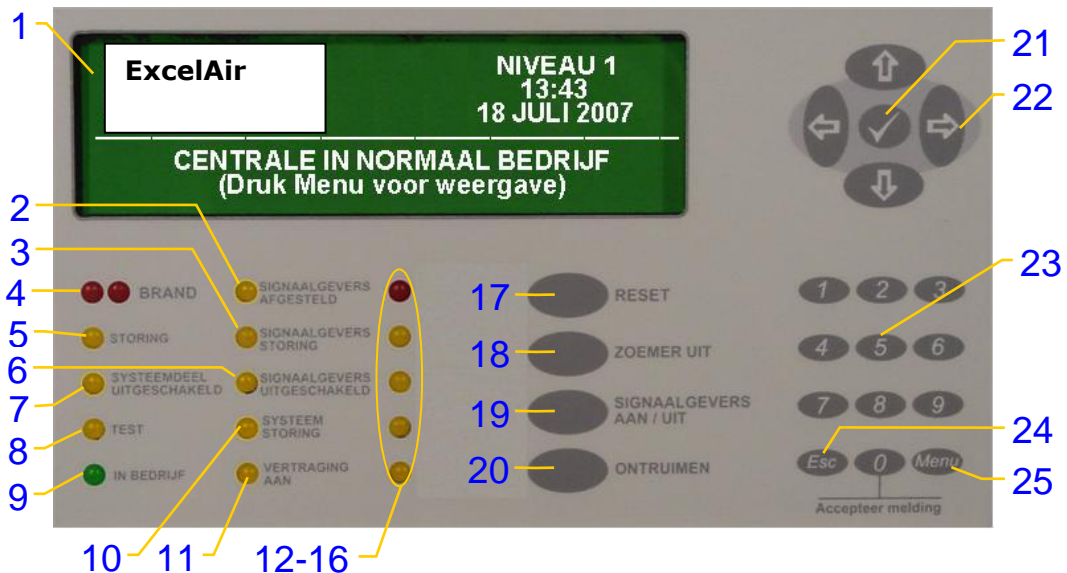 1
ExcelAir
NIVEAU 1
13:43
18 JULI 2007
CENTRALE IN NORMAAL BEDRIJF
(Druk Menu voor weergave)
21
22
2
3
4
BRAND
SIGNAALGEVERS
AFGESTELD
5
STORING
SIGNAALGEVERS
STORING
6
7
SYSTEEMDEEL
UITGESCHAKELD
SIGNAALGEVERS
UITGESCHAKELD
8
TEST
SYSTEEM
STORING
9
IN BEDRIJF
VERTRAGING
AAN
10
11
12-16
17
RESET
18
ZOEMER UIT
19
SIGNAALGEVERS
AAN / UIT
20
ONTRUIMEN
23
1 2 3
4 5 6
7 8 9
24
Esc 0 Menu
25
Accepteer melding